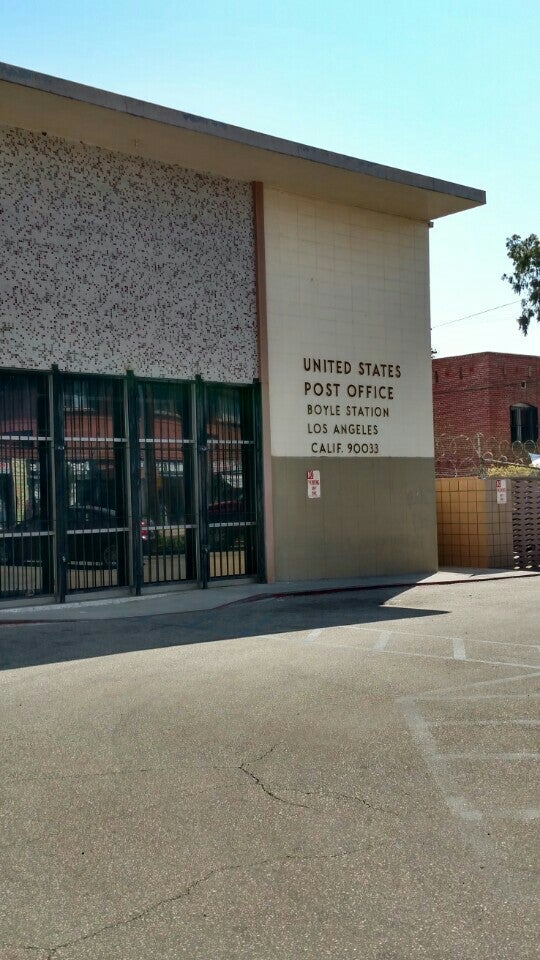 UNITED STATES
POST OFFICE
BOYLE STATION
LOS ANGELES
CALIF. 90033